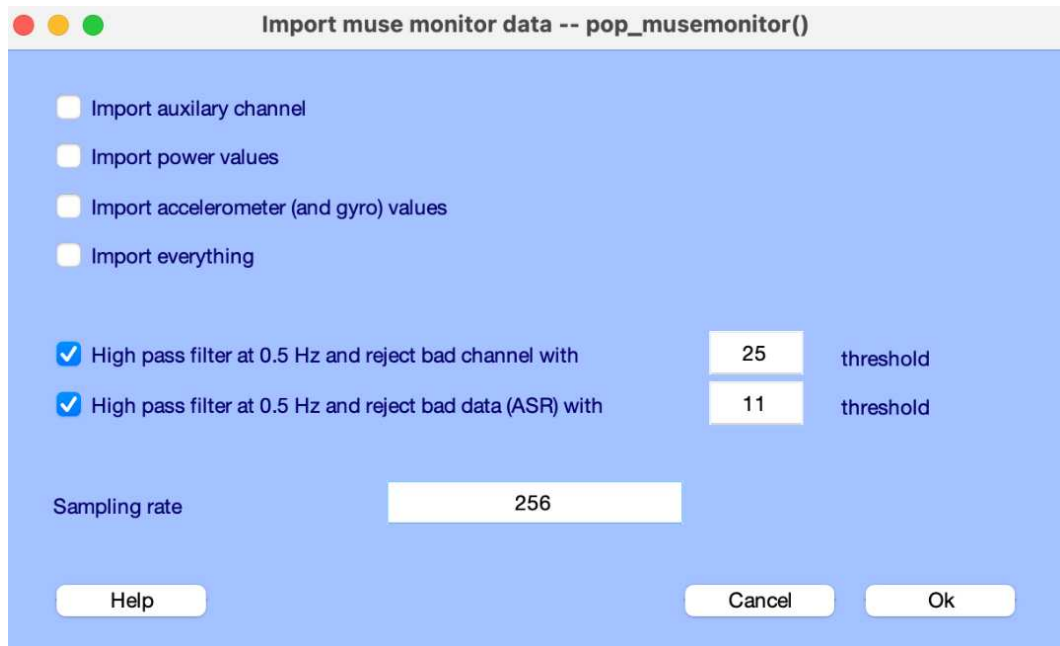 Import muse monitor data -- pop_musemonitor()
Import auxilary channel
Import power values
Import accelerometer (and gyro) values
Import everything
High pass filter at 0.5 Hz and reject bad channel with 25 threshold
High pass filter at 0.5 Hz and reject bad data (ASR) with 11 threshold
Sampling rate 256
Help Cancel Ok